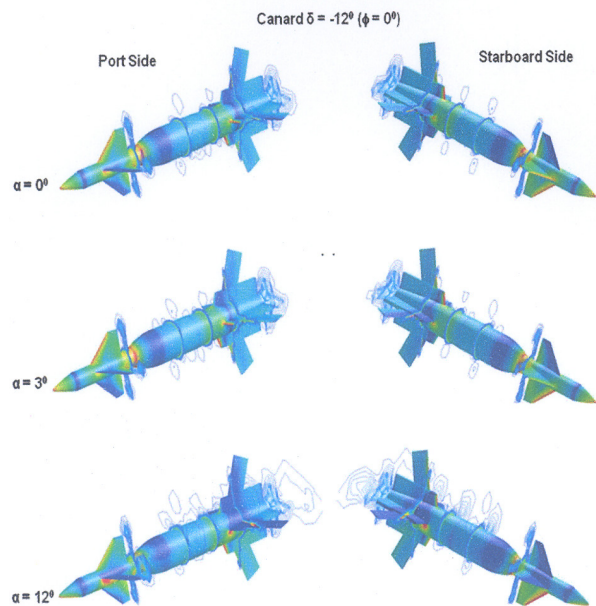 Canard δ = -12⁰ (ϕ = 0⁰)
Port Side
Starboard Side
α = 0⁰
α = 3⁰
α = 12⁰